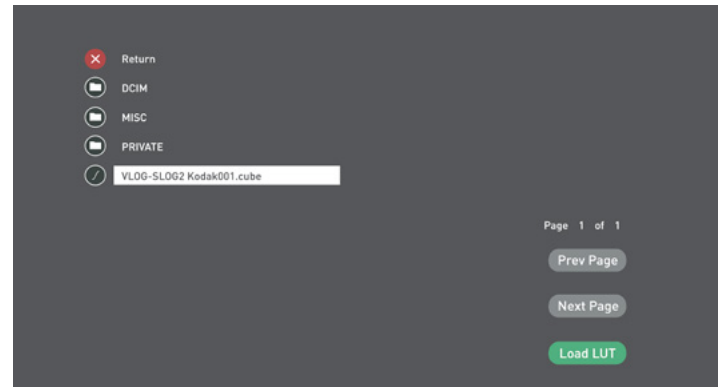 Return
DCIM
MISC
PRIVATE
VLOG-SLOG2 Kodak001.cube
Page 1 of 1
Prev Page
Next Page
Load LUT